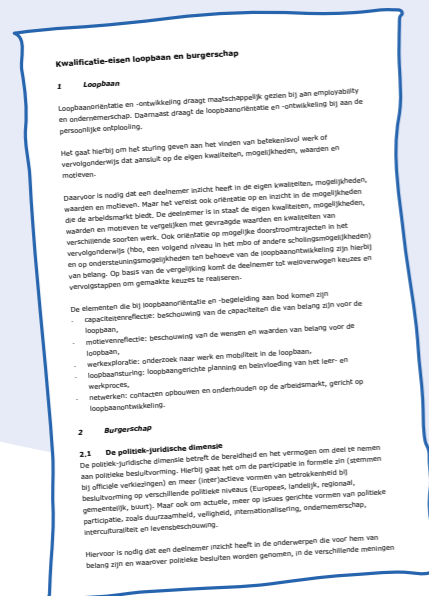 Kwalificatie-eisen loopbaan en burgerschap
1 Loopbaan
Loopbaanoriëntatie en -ontwikkeling draagt maatschappelijk gezien bij aan employability
en ondernemerschap. Daarnaast draagt de loopbaanoriëntatie en -ontwikkeling bij aan de
persoonlijke ontplooiing.
Het gaat hierbij om het sturing geven aan het vinden van betekenisvol werk of
vervolgonderwijs dat aansluit op de eigen kwaliteiten, mogelijkheden, waarden en
motieven.
Daarvoor is nodig dat een deelnemer inzicht heeft in de eigen kwaliteiten, mogelijkheden,
waarden en motieven. Maar het vereist ook oriëntatie op en inzicht in de mogelijkheden
die de arbeidsmarkt biedt. De deelnemer is in staat de eigen kwaliteiten, mogelijkheden,
waarden en motieven te vergelijken met gevraagde waarden en kwaliteiten van
verschillende soorten werk. Ook oriëntatie op mogelijke doorstroomtrajecten in het
vervolgonderwijs (hbo, een volgend niveau in het mbo of andere scholingsmogelijkheden)
en op ondersteuningsmogelijkheden ten behoeve van de loopbaanontwikkeling zijn hierbij
van belang. Op basis van de vergelijking komt de deelnemer tot weloverwogen keuzes en
vervolgstappen om gemaakte keuzes te realiseren.
De elementen die bij loopbaanoriëntatie en -begeleiding aan bod komen zijn
- capaciteitenreflectie: beschouwing van de capaciteiten die van belang zijn voor de
loopbaan,
- motievenreflectie: beschouwing van de wensen en waarden van belang voor de
loopbaan,
- werkexploratie: onderzoek naar werk en mobiliteit in de loopbaan,
- loopbaansturing: loopbaangerichte planning en beïnvloeding van het leer- en
werkproces,
- netwerken: contacten opbouwen en onderhouden op de arbeidsmarkt, gericht op
loopbaanontwikkeling.
2 Burgerschap
2.1 De politiek-juridische dimensie
De politiek-juridische dimensie betreft de bereidheid en het vermogen om deel te nemen
aan politieke besluitvorming. Hierbij gaat het om de participatie in formele zin (stemmen
bij officiële verkiezingen) en meer (inter)actieve vormen van betrokkenheid bij
besluitvorming op verschillende politieke niveaus (Europees, landelijk, regionaal,
gemeentelijk, buurt). Maar ook om actuele, meer op issues gerichte vormen van politieke
participatie, zoals duurzaamheid, veiligheid, internationalisering, ondernemerschap,
interculturaliteit en levensbeschouwing.
Hiervoor is nodig dat een deelnemer inzicht heeft in de onderwerpen die voor hem van
belang zijn en waarover politieke besluiten worden genomen, in de verschillende meningen